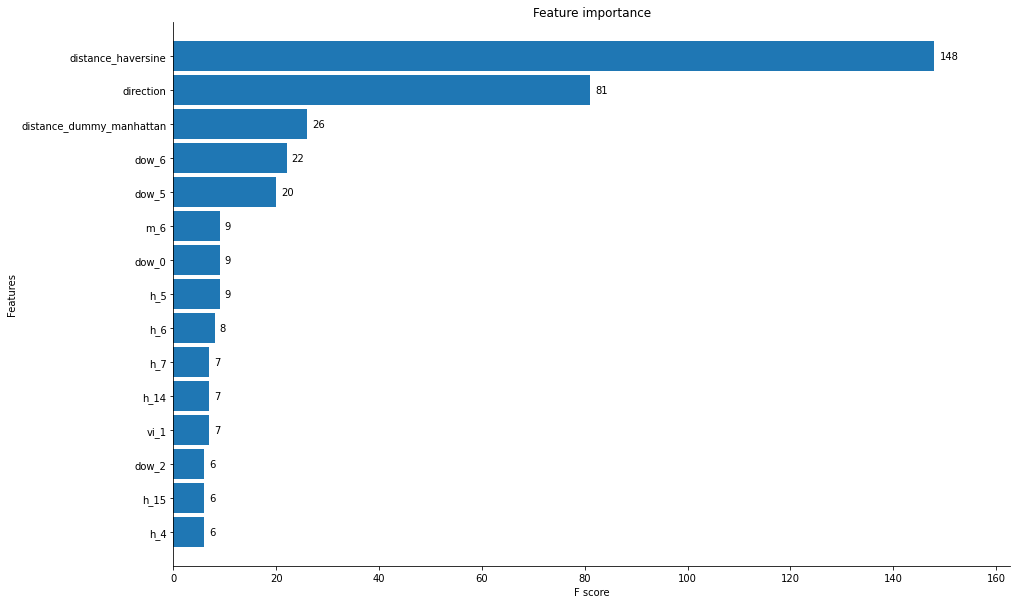 Feature importance
distance_haversine 148
direction 81
distance_dummy_manhattan 26
dow_6 22
dow_5 20
m_6 9
dow_0 9
h_5 9
h_6 8
h_7 7
h_14 7
vi_1 7
dow_2 6
h_15 6
h_4 6
Features
0 20 40 60 80 100 120 140 160
F score